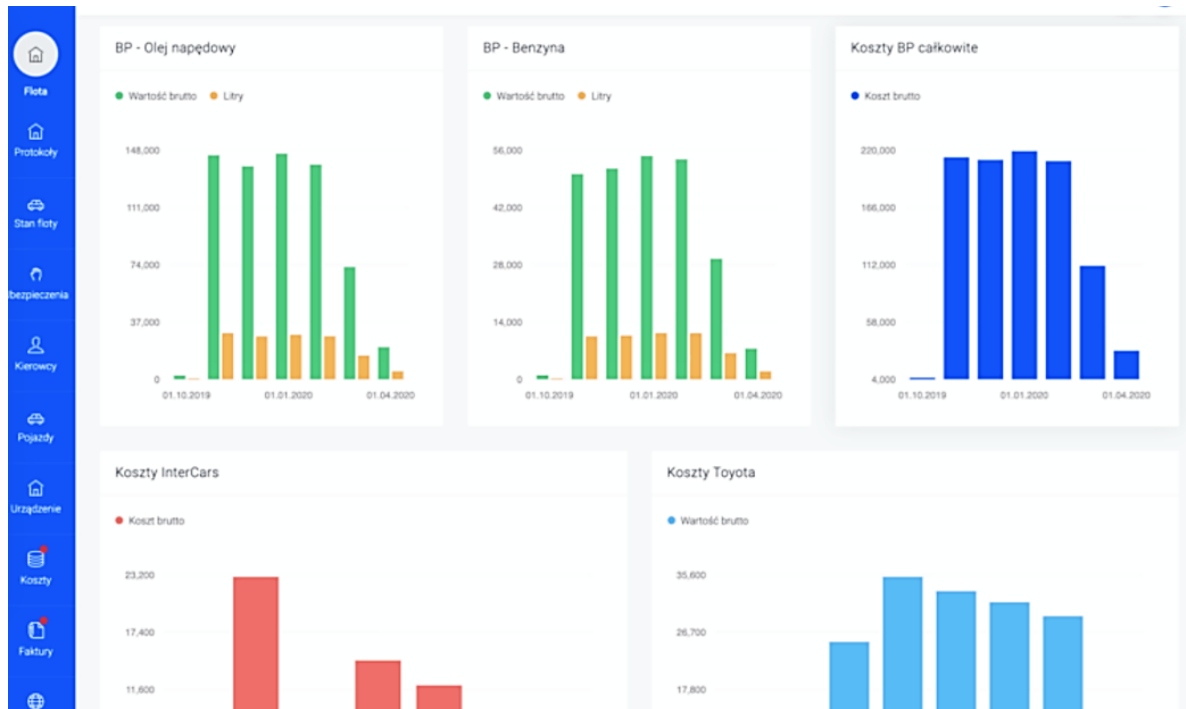 Flota
Protokoły
Stan floty
bezpieczenia
Kierowcy
Pojazdy
Urządzenie
Koszty
Faktury
BP - Olej napędowy
Wartość brutto Litry
148,000
111,000
74,000
37,000
0
01.10.2019 01.01.2020 01.04.2020
BP - Benzyna
Wartość brutto Litry
56,000
42,000
28,000
14,000
0
01.10.2019 01.01.2020 01.04.2020
Koszty BP całkowite
Koszt brutto
220,000
166,000
112,000
58,000
4,000
01.10.2019 01.01.2020 01.04.2020
Koszty InterCars
Koszt brutto
23,200
17,400
11,600
Koszty Toyota
Wartość brutto
35,600
26,700
17,800